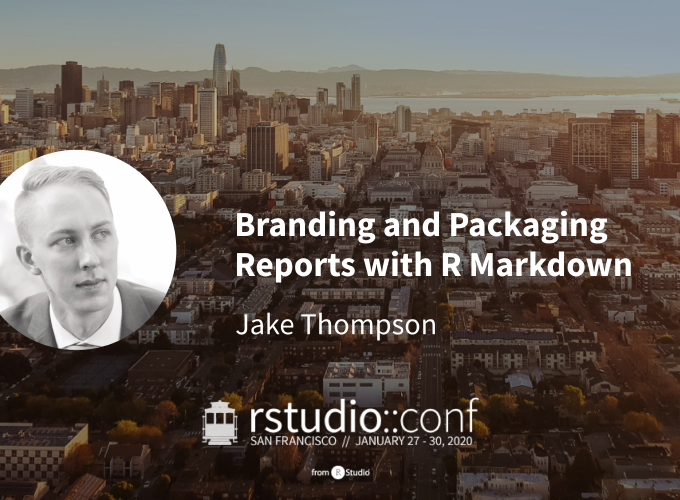 Branding and Packaging
Reports with R Markdown
Jake Thompson
rstudio::conf
SAN FRANCISCO // JANUARY 27 - 30, 2020
from R Studio